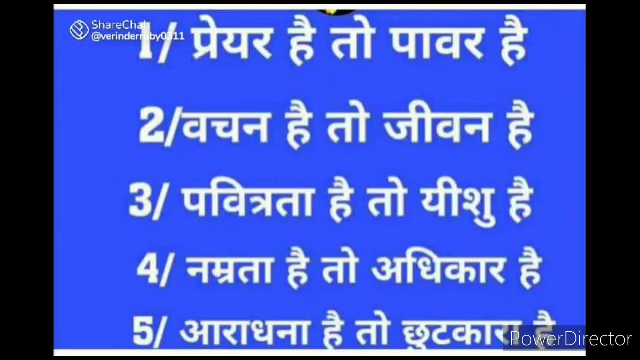 ShareChat
@verinderruby0311
1/ प्रेयर है तो पावर है
2/वचन है तो जीवन है
3/ पवित्रता है तो यीशु है
4/ नम्रता है तो अधिकार है
5/ आराधना है तो छुटकारा है
PowerDirector